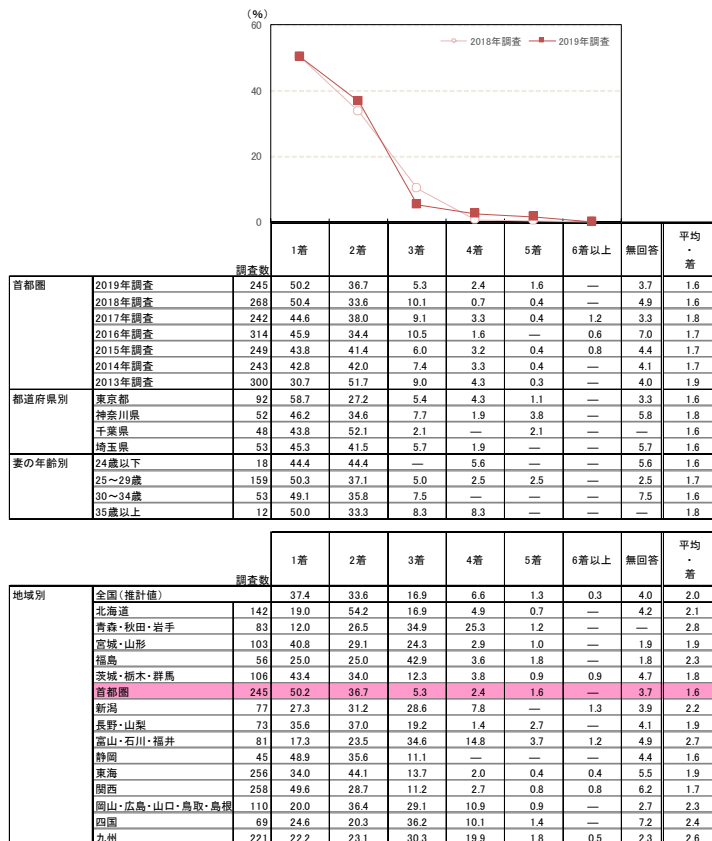 (%)
60
40
20
0
2018年調査 2019年調査
調査数 1着 2着 3着 4着 5着 6着以上 無回答 平均・着
首都圏 2019年調査 245 50.2 36.7 5.3 2.4 1.6 — 3.7 1.6
2018年調査 268 50.4 33.6 10.1 0.7 0.4 — 4.9 1.6
2017年調査 242 44.6 38.0 9.1 3.3 0.4 1.2 3.3 1.8
2016年調査 314 45.9 34.4 10.5 1.6 — 0.6 7.0 1.7
2015年調査 249 43.8 41.4 6.0 3.2 0.4 0.8 4.4 1.7
2014年調査 243 42.8 42.0 7.4 3.3 0.4 — 4.1 1.7
2013年調査 300 30.7 51.7 9.0 4.3 0.3 — 4.0 1.9
都道府県別 東京都 92 58.7 27.2 5.4 4.3 1.1 — 3.3 1.6
神奈川県 52 46.2 34.6 7.7 1.9 3.8 — 5.8 1.8
千葉県 48 43.8 52.1 2.1 — 2.1 — — 1.6
埼玉県 53 45.3 41.5 5.7 1.9 — — 5.7 1.6
妻の年齢別 24歳以下 18 44.4 44.4 — 5.6 — — 5.6 1.6
25～29歳 159 50.3 37.1 5.0 2.5 2.5 — 2.5 1.7
30～34歳 53 49.1 35.8 7.5 — — — 7.5 1.6
35歳以上 12 50.0 33.3 8.3 8.3 — — — 1.8
調査数 1着 2着 3着 4着 5着 6着以上 無回答 平均・着
地域別 全国(推計値) 37.4 33.6 16.9 6.6 1.3 0.3 4.0 2.0
北海道 142 19.0 54.2 16.9 4.9 0.7 — 4.2 2.1
青森・秋田・岩手 83 12.0 26.5 34.9 25.3 1.2 — — 2.8
宮城・山形 103 40.8 29.1 24.3 2.9 1.0 — 1.9 1.9
福島 56 25.0 25.0 42.9 3.6 1.8 — 1.8 2.3
茨城・栃木・群馬 106 43.4 34.0 12.3 3.8 0.9 0.9 4.7 1.8
首都圏 245 50.2 36.7 5.3 2.4 1.6 — 3.7 1.6
新潟 77 27.3 31.2 28.6 7.8 — 1.3 3.9 2.2
長野・山梨 73 35.6 37.0 19.2 1.4 2.7 — 4.1 1.9
富山・石川・福井 81 17.3 23.5 34.6 14.8 3.7 1.2 4.9 2.7
静岡 45 48.9 35.6 11.1 — — — 4.4 1.6
東海 256 34.0 44.1 13.7 2.0 0.4 0.4 5.5 1.9
関西 258 49.6 28.7 11.2 2.7 0.8 0.8 6.2 1.7
岡山・広島・山口・鳥取・島根 110 20.0 36.4 29.1 10.9 0.9 — 2.7 2.3
四国 69 24.6 20.3 36.2 10.1 1.4 — 7.2 2.4
九州 221 22.2 23.1 30.3 19.9 1.8 0.5 2.3 2.6